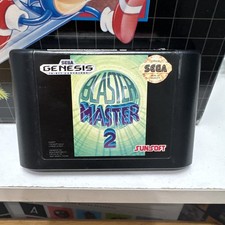 SEGA
GENESIS
SEGA
BLASTER
MASTER
2
SUNSOFT